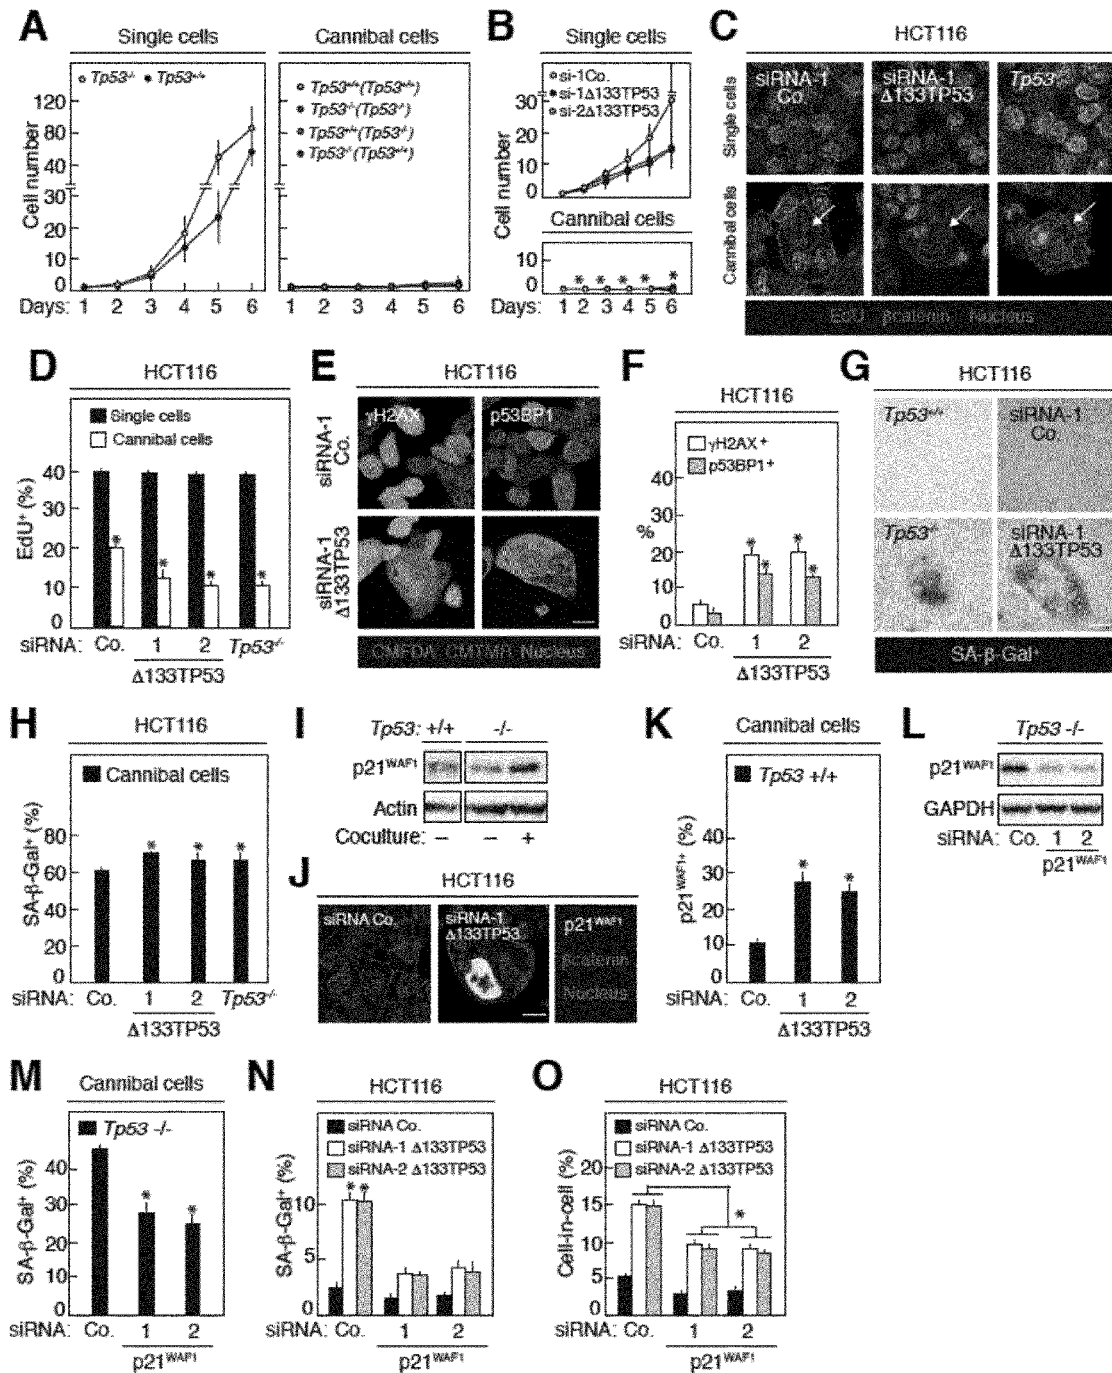 A
Single cells
Cannibal cells
Tp53-/- Tp53+/+
Cell number
120
80
40
30
20
10
0
Tp53+/+(Tp53+/+)
Tp53-/-(Tp53-/-)
Tp53+/+(Tp53-/-)
Tp53-/-(Tp53+/+)
Days: 1 2 3 4 5 6 1 2 3 4 5 6
B
Single cells
si-1Co.
si-1Δ133TP53
si-2Δ133TP53
Cell number
30
20
10
0
Cannibal cells
10
0
* * * * *
1 2 3 4 5 6
C
HCT116
Single cells
Cannibal cells
siRNA-1 Co.
siRNA-1 Δ133TP53
Tp53-/-
EdU βcatenin Nucleus
D
HCT116
Single cells
Cannibal cells
EdU+ (%)
40
30
20
10
0
* * * *
siRNA: Co. 1 2 Tp53-/-
Δ133TP53
E
HCT116
γH2AX
p53BP1
siRNA-1 Co.
siRNA-1 Δ133TP53
CMFDA CMTMR Nucleus
F
HCT116
γH2AX+
p53BP1+
%
40
30
20
10
0
* * * *
siRNA: Co. 1 2
Δ133TP53
G
HCT116
Tp53+/+
siRNA-1 Co.
Tp53-/-
siRNA-1 Δ133TP53
SA-β-Gal+
H
HCT116
Cannibal cells
SA-β-Gal+ (%)
80
60
40
20
0
* * *
siRNA: Co. 1 2 Tp53-/-
Δ133TP53
I
Tp53: +/+ -/-
p21WAF1
Actin
Coculture: − − +
J
HCT116
siRNA Co.
siRNA-1 Δ133TP53
p21WAF1
βcatenin
Nucleus
K
Cannibal cells
Tp53 +/+
p21WAF1+ (%)
40
30
20
10
0
* *
siRNA: Co. 1 2
Δ133TP53
L
Tp53 -/-
p21WAF1
GAPDH
siRNA: Co. 1 2
p21WAF1
M
Cannibal cells
Tp53 -/-
SA-β-Gal+ (%)
40
30
20
10
0
* *
siRNA: Co. 1 2
p21WAF1
N
HCT116
siRNA Co.
siRNA-1 Δ133TP53
siRNA-2 Δ133TP53
SA-β-Gal+ (%)
10
5
0
* *
siRNA: Co. 1 2
p21WAF1
O
HCT116
siRNA Co.
siRNA-1 Δ133TP53
siRNA-2 Δ133TP53
Cell-in-cell (%)
20
15
10
5
0
*
siRNA: Co. 1 2
p21WAF1